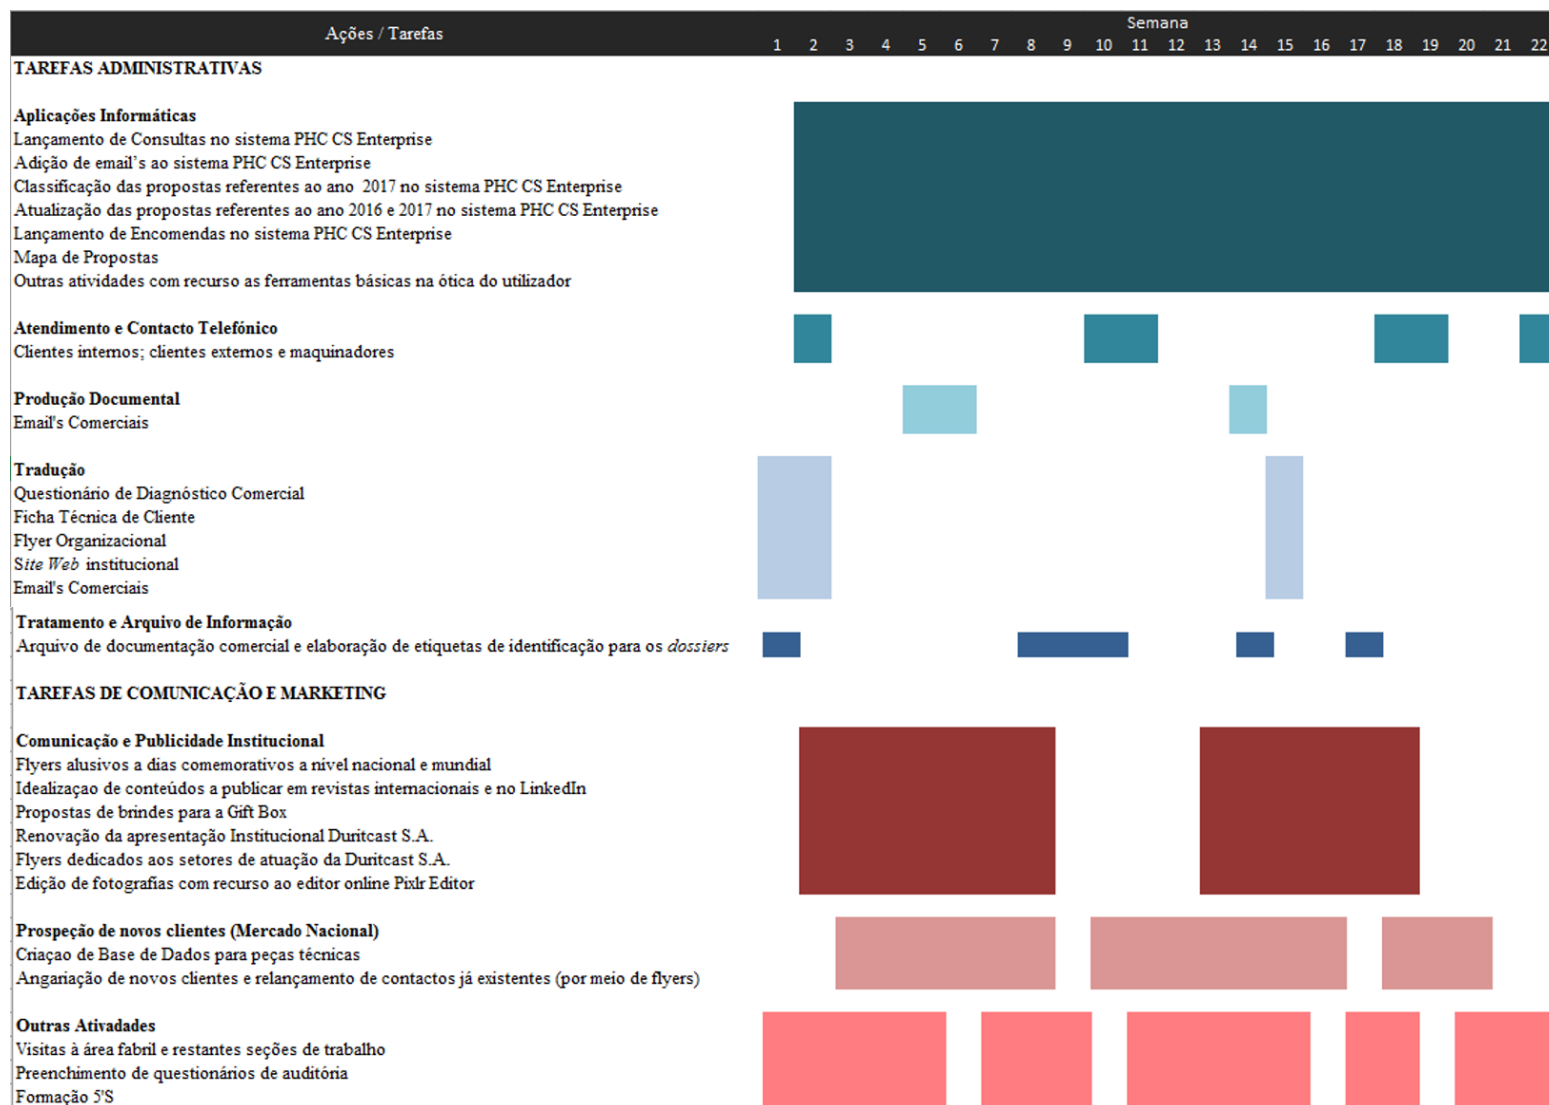 Ações / Tarefas
Semana
1 2 3 4 5 6 7 8 9 10 11 12 13 14 15 16 17 18 19 20 21 22
TAREFAS ADMINISTRATIVAS
Aplicações Informáticas
Lançamento de Consultas no sistema PHC CS Enterprise
Adição de email's ao sistema PHC CS Enterprise
Classificação das propostas referentes ao ano 2017 no sistema PHC CS Enterprise
Atualização das propostas referentes ao ano 2016 e 2017 no sistema PHC CS Enterprise
Lançamento de Encomendas no sistema PHC CS Enterprise
Mapa de Propostas
Outras atividades com recurso as ferramentas básicas na ótica do utilizador
Atendimento e Contacto Telefónico
Clientes internos; clientes externos e maquinadores
Produção Documental
Email's Comerciais
Tradução
Questionário de Diagnóstico Comercial
Ficha Técnica de Cliente
Flyer Organizacional
Site Web institucional
Email's Comerciais
Tratamento e Arquivo de Informação
Arquivo de documentação comercial e elaboração de etiquetas de identificação para os dossiers
TAREFAS DE COMUNICAÇÃO E MARKETING
Comunicação e Publicidade Institucional
Flyers alusivos a dias comemorativos a nivel nacional e mundial
Idealizaçao de conteúdos a publicar em revistas internacionais e no LinkedIn
Propostas de brindes para a Gift Box
Renovação da apresentação Institucional Duritcast S.A.
Flyers dedicados aos setores de atuação da Duritcast S.A.
Edição de fotografias com recurso ao editor online Pixlr Editor
Prospeção de novos clientes (Mercado Nacional)
Criaçao de Base de Dados para peças técnicas
Angariação de novos clientes e relançamento de contactos já existentes (por meio de flyers)
Outras Ativadades
Visitas à área fabril e restantes seções de trabalho
Preenchimento de questionários de auditória
Formação 5'S